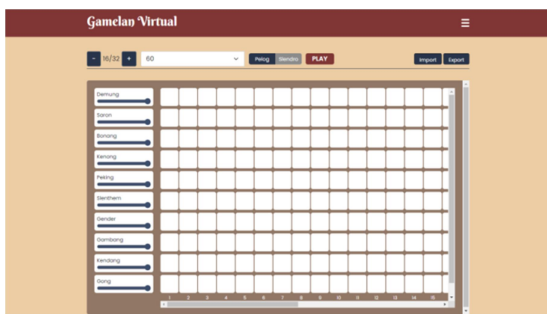 Gamelan Virtual
- 16/32 + 60 Pelog Slendro PLAY Import Export
Demung
Saron
Bonang
Kenong
Peking
Slenthem
Gender
Gambang
Kendang
Gong
1 2 3 4 5 6 7 8 9 10 11 12 13 14 15